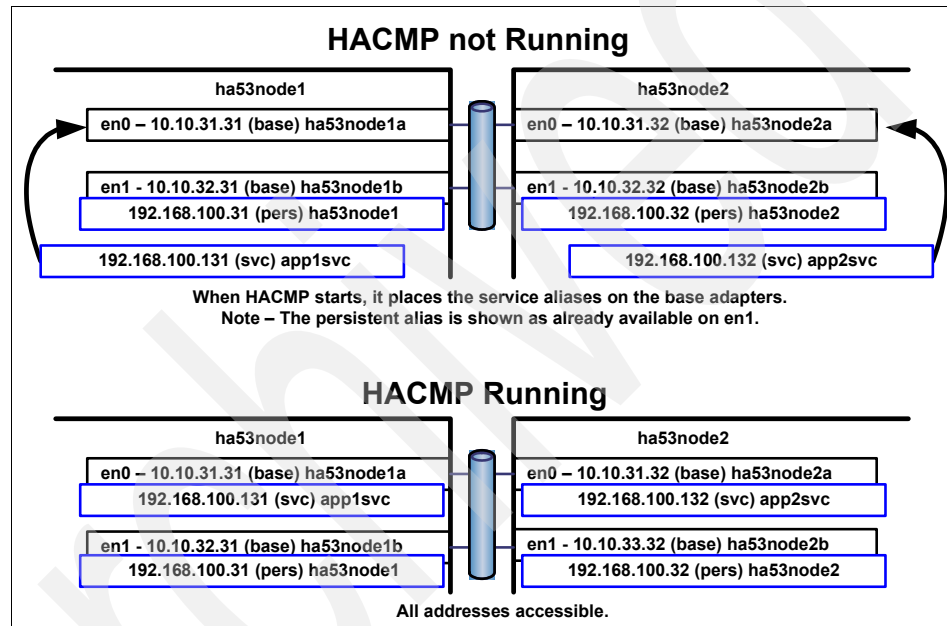 HACMP not Running
ha53node1
ha53node2
en0 – 10.10.31.31 (base) ha53node1a
en0 – 10.10.31.32 (base) ha53node2a
en1 - 10.10.32.31 (base) ha53node1b
en1 - 10.10.32.32 (base) ha53node2b
192.168.100.31 (pers) ha53node1
192.168.100.32 (pers) ha53node2
192.168.100.131 (svc) app1svc
192.168.100.132 (svc) app2svc
When HACMP starts, it places the service aliases on the base adapters.
Note – The persistent alias is shown as already available on en1.
HACMP Running
ha53node1
ha53node2
en0 – 10.10.31.31 (base) ha53node1a
en0 – 10.10.31.32 (base) ha53node2a
192.168.100.131 (svc) app1svc
192.168.100.132 (svc) app2svc
en1 - 10.10.32.31 (base) ha53node1b
en1 - 10.10.33.32 (base) ha53node2b
192.168.100.31 (pers) ha53node1
192.168.100.32 (pers) ha53node2
All addresses accessible.